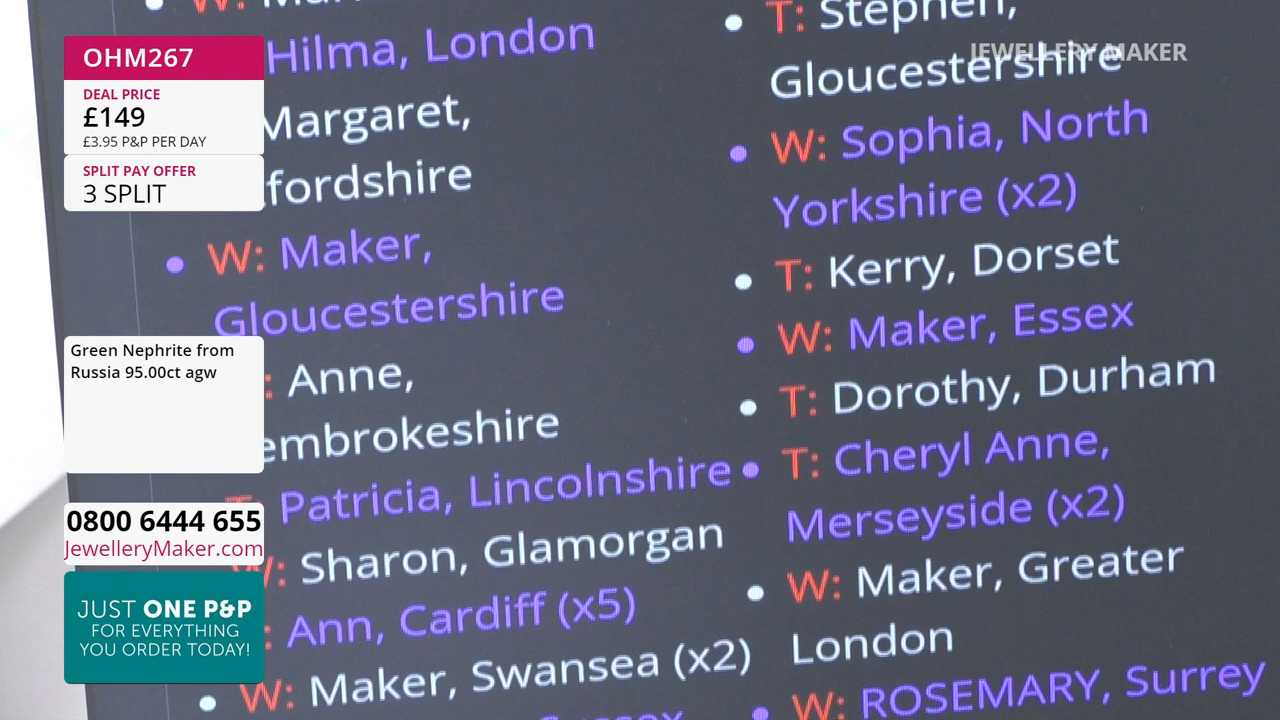 OHM267
DEAL PRICE
£149
£3.95 P&P PER DAY
SPLIT PAY OFFER
3 SPLIT
Green Nephrite from
Russia 95.00ct agw
0800 6444 655
JewelleryMaker.com
JUST ONE P&P
FOR EVERYTHING
YOU ORDER TODAY!
JEWELLERY MAKER
W:
Hilma, London
Margaret,
fordshire
W: Maker,
Gloucestershire
: Anne,
embrokeshire
T: Patricia, Lincolnshire
W: Sharon, Glamorgan
: Ann, Cardiff (x5)
W: Maker, Swansea (x2)
T: Stephen,
Gloucestershire
W: Sophia, North
Yorkshire (x2)
T: Kerry, Dorset
W: Maker, Essex
T: Dorothy, Durham
T: Cheryl Anne,
Merseyside (x2)
W: Maker, Greater
London
W: ROSEMARY, Surrey